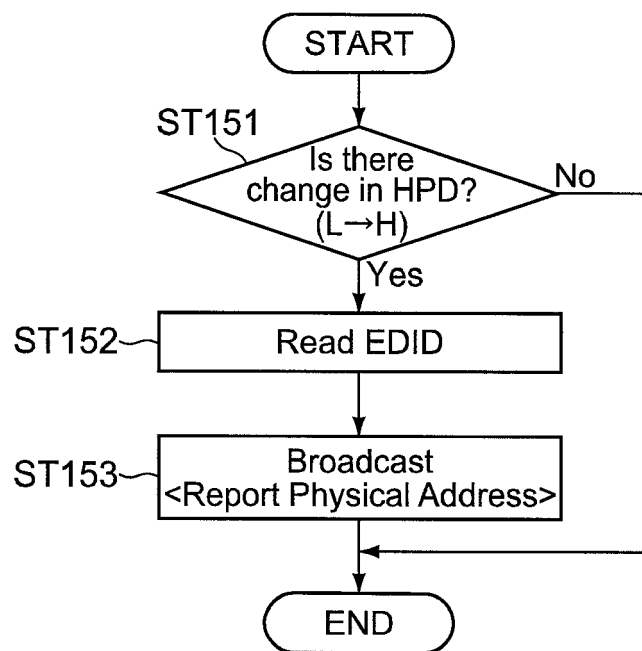 START
ST151
Is there
change in HPD?
(L→H)
No
Yes
ST152
Read EDID
ST153
Broadcast
<Report Physical Address>
END